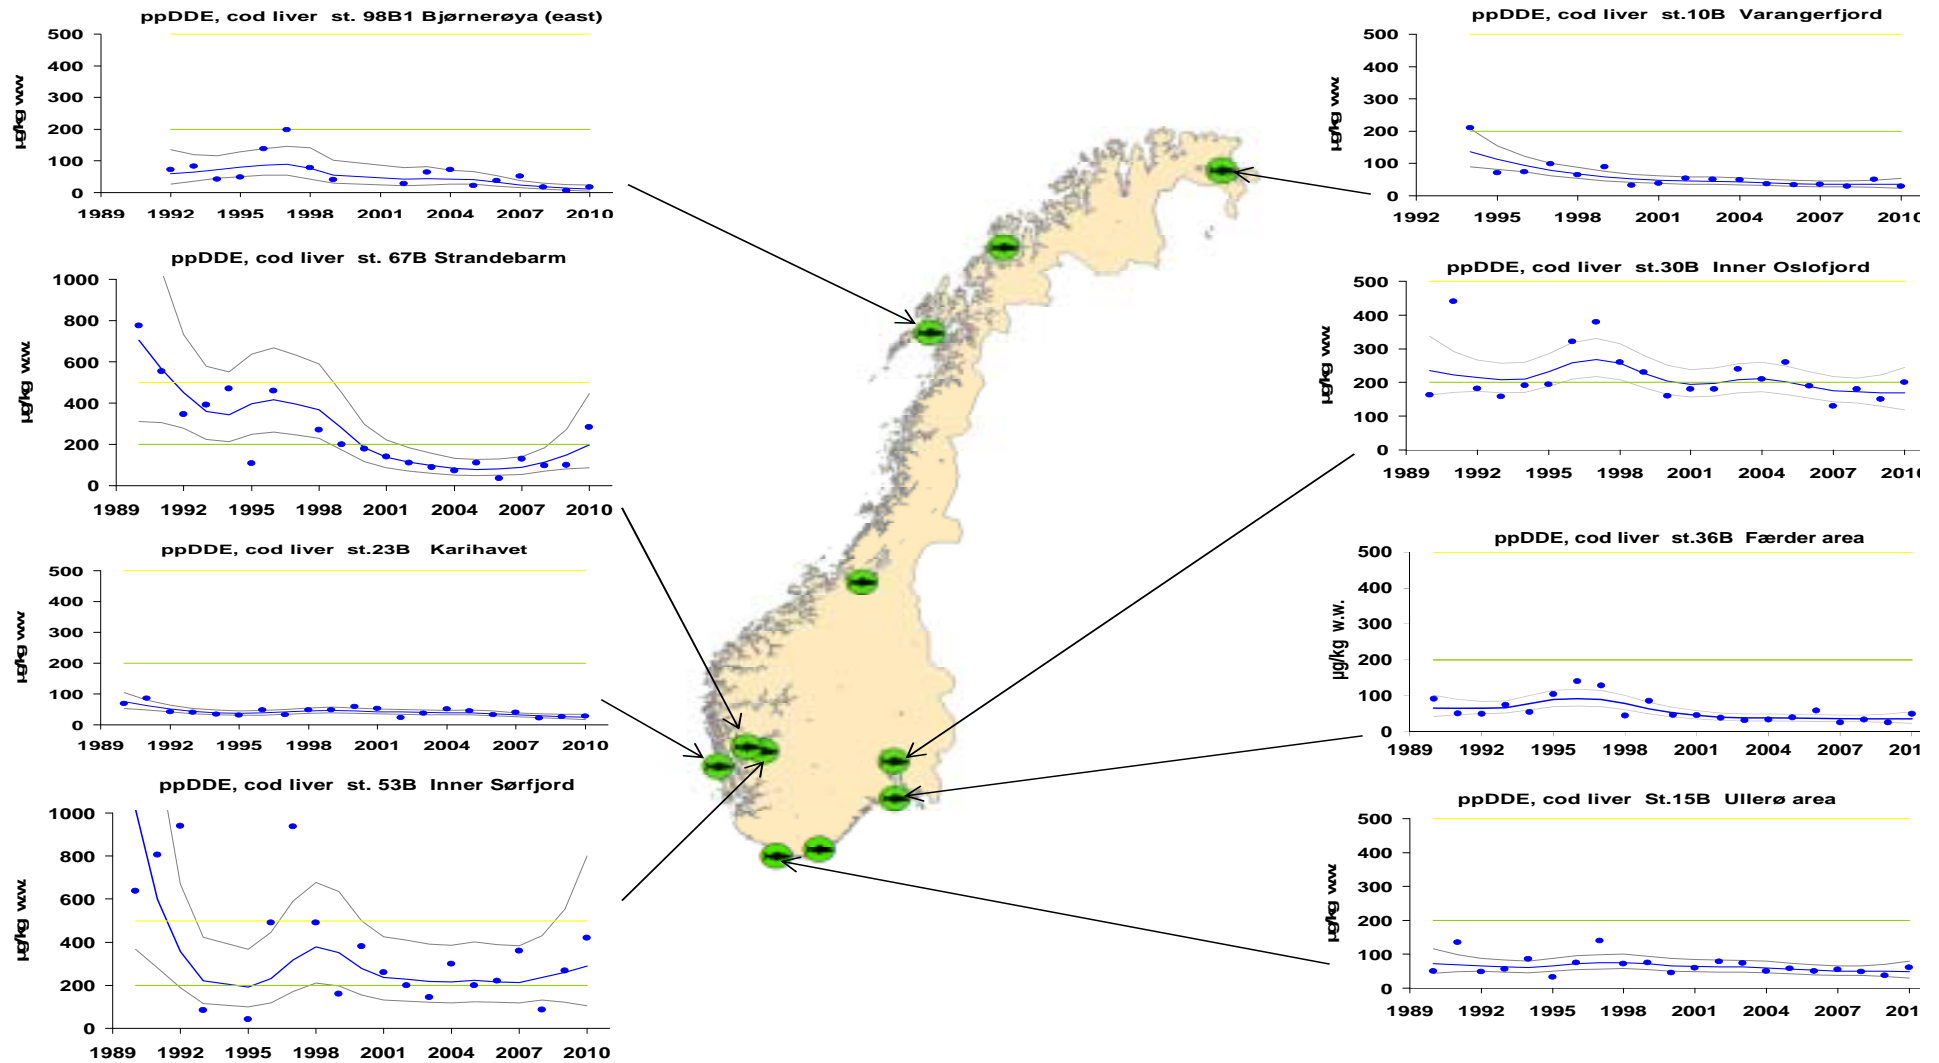 ppDDE, cod liver st. 98B1 Bjørnerøya (east)
500
400
300
200
100
0
µg/kg w.w.
1989 1992 1995 1998 2001 2004 2007 2010
ppDDE, cod liver st. 67B Strandebarm
1000
800
600
400
200
0
µg/kg w.w.
1989 1992 1995 1998 2001 2004 2007 2010
ppDDE, cod liver st.23B Karihavet
500
400
300
200
100
0
µg/kg w.w.
1989 1992 1995 1998 2001 2004 2007 2010
ppDDE, cod liver st. 53B Inner Sørfjord
1000
800
600
400
200
0
µg/kg w.w.
1989 1992 1995 1998 2001 2004 2007 2010
ppDDE, cod liver st.10B Varangerfjord
500
400
300
200
100
0
µg/kg w.w.
1992 1995 1998 2001 2004 2007 2010
ppDDE, cod liver st.30B Inner Oslofjord
500
400
300
200
100
0
µg/kg w.w.
1989 1992 1995 1998 2001 2004 2007 2010
ppDDE, cod liver st.36B Færder area
500
400
300
200
100
0
µg/kg w.w.
1989 1992 1995 1998 2001 2004 2007 201
ppDDE, cod liver St.15B Ullerø area
500
400
300
200
100
0
µg/kg w.w.
1989 1992 1995 1998 2001 2004 2007 201